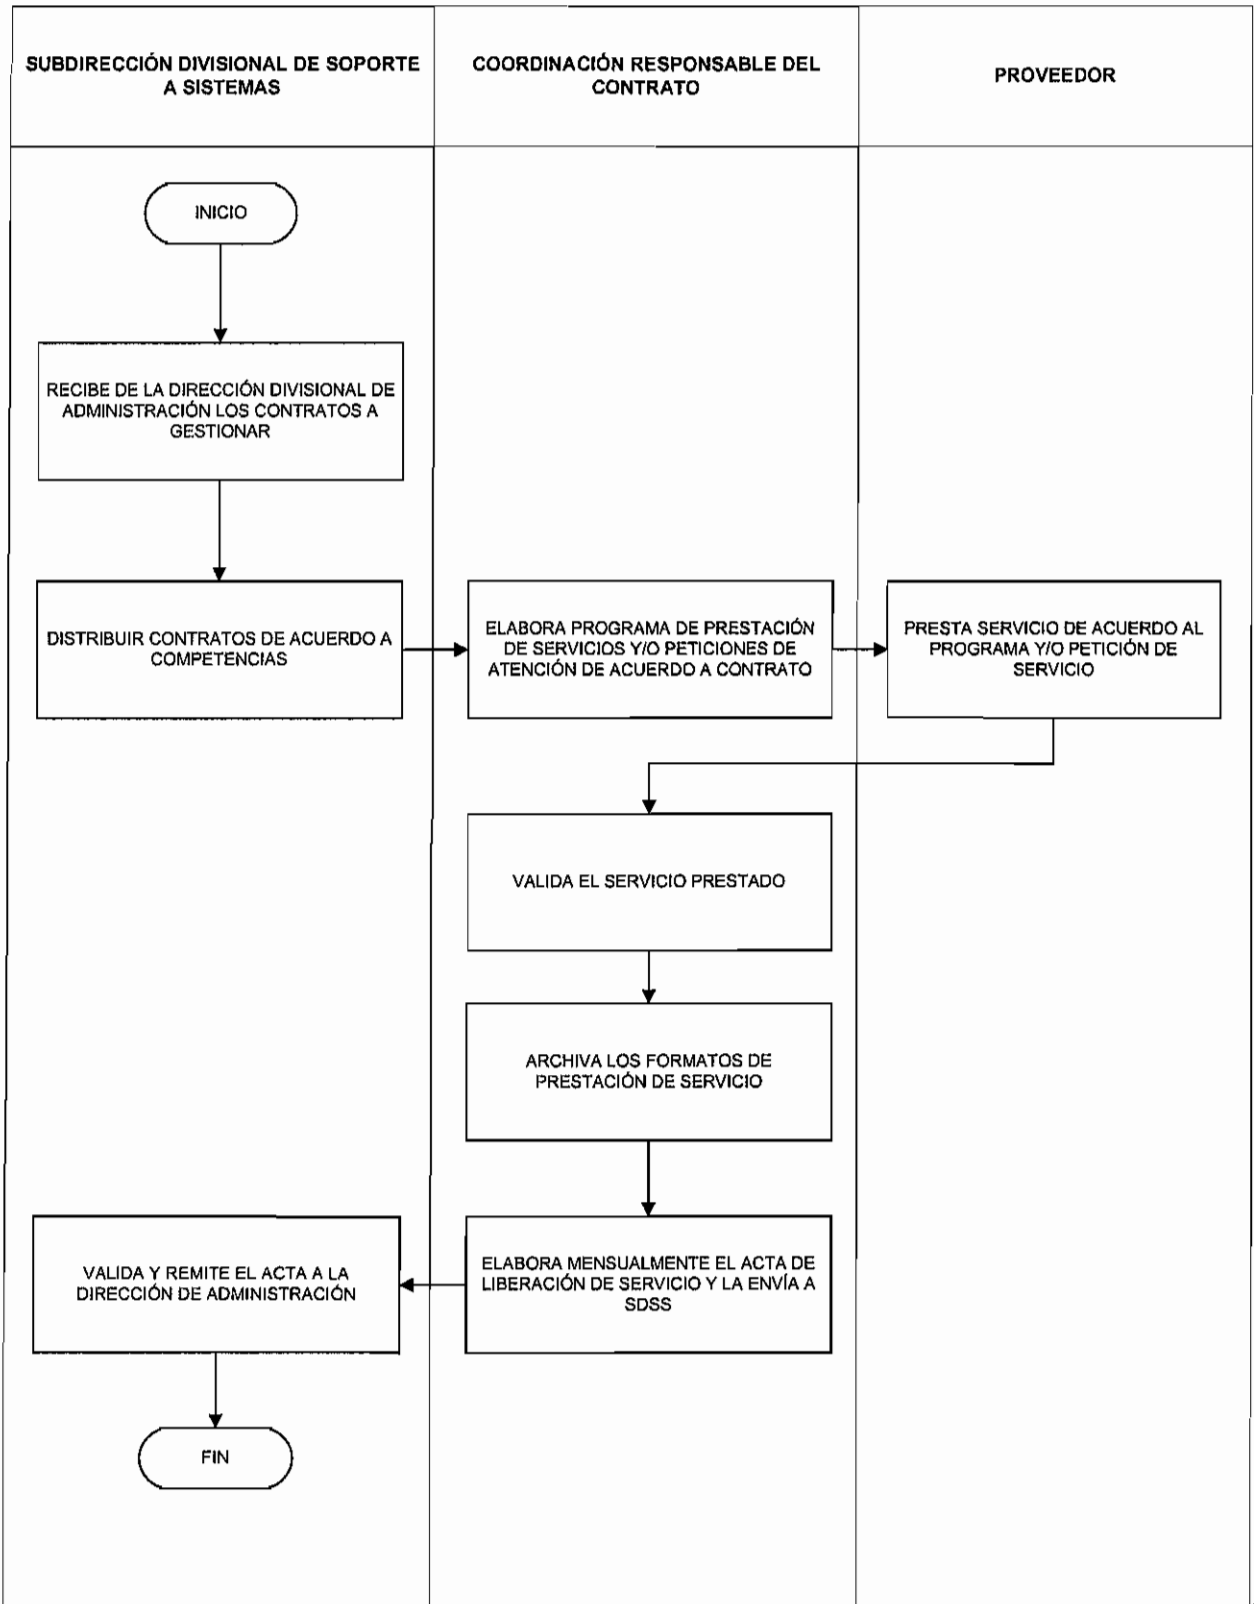 SUBDIRECCIÓN DIVISIONAL DE SOPORTE
A SISTEMAS
COORDINACIÓN RESPONSABLE DEL
CONTRATO
PROVEEDOR
INICIO
RECIBE DE LA DIRECCIÓN DIVISIONAL DE
ADMINISTRACIÓN LOS CONTRATOS A
GESTIONAR
DISTRIBUIR CONTRATOS DE ACUERDO A
COMPETENCIAS
ELABORA PROGRAMA DE PRESTACIÓN
DE SERVICIOS Y/O PETICIONES DE
ATENCIÓN DE ACUERDO A CONTRATO
PRESTA SERVICIO DE ACUERDO AL
PROGRAMA Y/O PETICIÓN DE
SERVICIO
VALIDA EL SERVICIO PRESTADO
ARCHIVA LOS FORMATOS DE
PRESTACIÓN DE SERVICIO
ELABORA MENSUALMENTE EL ACTA DE
LIBERACIÓN DE SERVICIO Y LA ENVÍA A
SDSS
VALIDA Y REMITE EL ACTA A LA
DIRECCIÓN DE ADMINISTRACIÓN
FIN